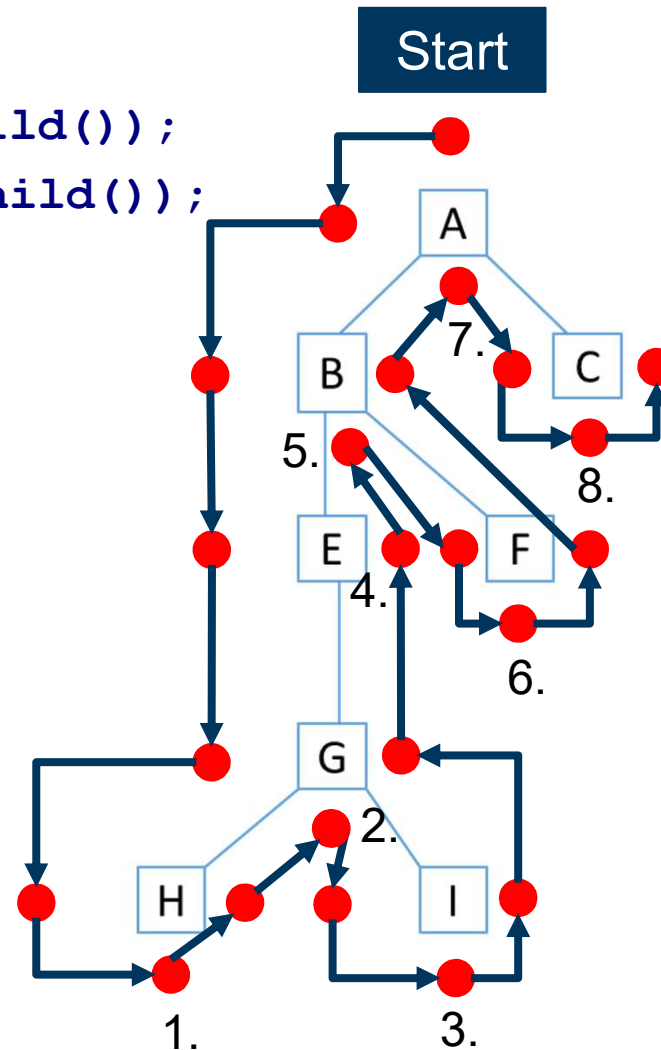 Start
ild());
hild());
A
7.
B
C
5.
8.
E
F
4.
6.
G
2.
H
I
1.
3.